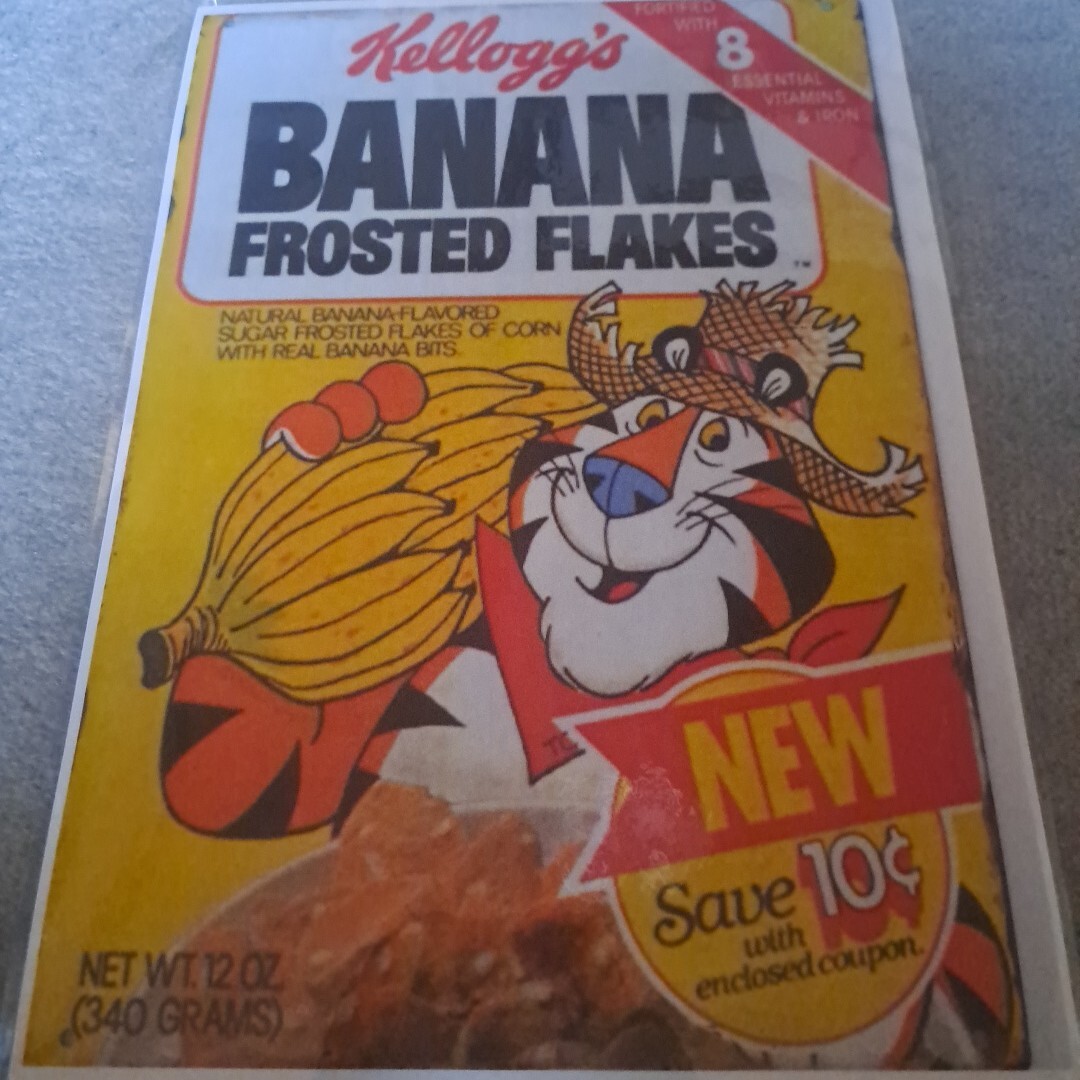 Kellogg's
FORTIFIED
WITH
8
ESSENTIAL
VITAMINS
& IRON
BANANA
FROSTED FLAKES ™
NATURAL BANANA-FLAVORED
SUGAR FROSTED FLAKES OF CORN
WITH REAL BANANA BITS.
NEW
Save 10¢
with
enclosed coupon.
NET WT. 12 OZ.
(340 GRAMS)